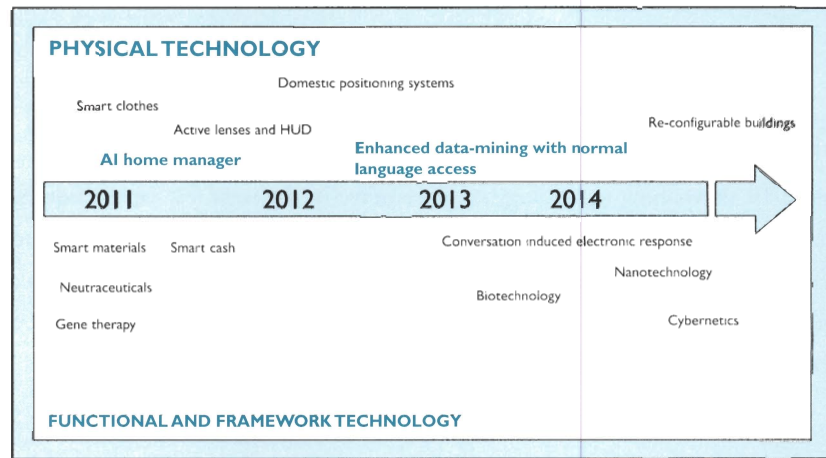 PHYSICAL TECHNOLOGY
Domestic positioning systems
Smart clothes
Active lenses and HUD
Re-configurable buildings
AI home manager
Enhanced data-mining with normal
language access
2011 2012 2013 2014
Smart materials
Smart cash
Conversation induced electronic response
Neutraceuticals
Nanotechnology
Biotechnology
Gene therapy
Cybernetics
FUNCTIONAL AND FRAMEWORK TECHNOLOGY